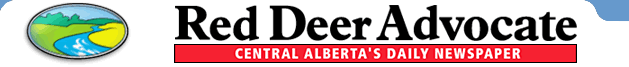 Red Deer Advocate
CENTRAL ALBERTA'S DAILY NEWSPAPER